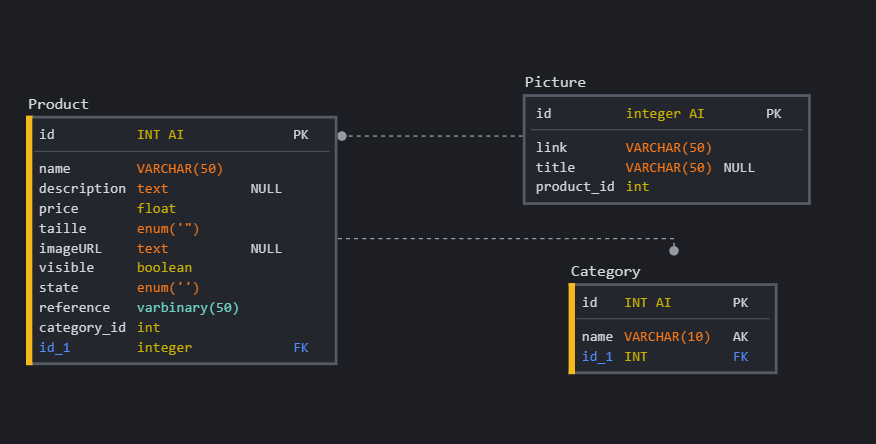 Product
id INT AI PK
name VARCHAR(50)
description text NULL
price float
taille enum('")
imageURL text NULL
visible boolean
state enum('')
reference varbinary(50)
category_id int
id_1 integer FK
Picture
id integer AI PK
link VARCHAR(50)
title VARCHAR(50) NULL
product_id int
Category
id INT AI PK
name VARCHAR(10) AK
id_1 INT FK